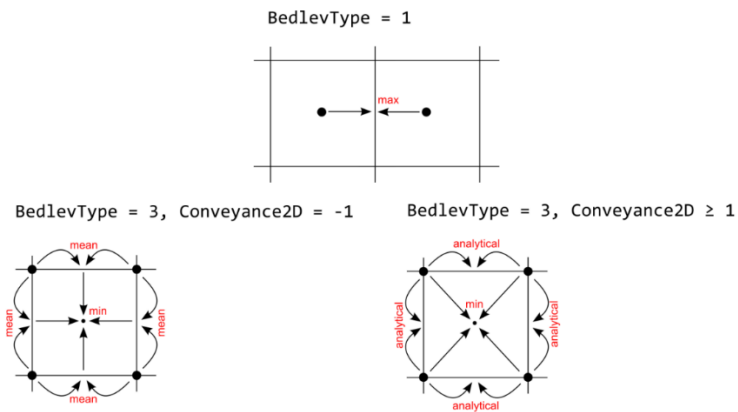 BedlevType = 1
max
BedlevType = 3, Conveyance2D = -1
BedlevType = 3, Conveyance2D ≥ 1
mean
mean
min
mean
mean
analytical
analytical
min
analytical
analytical